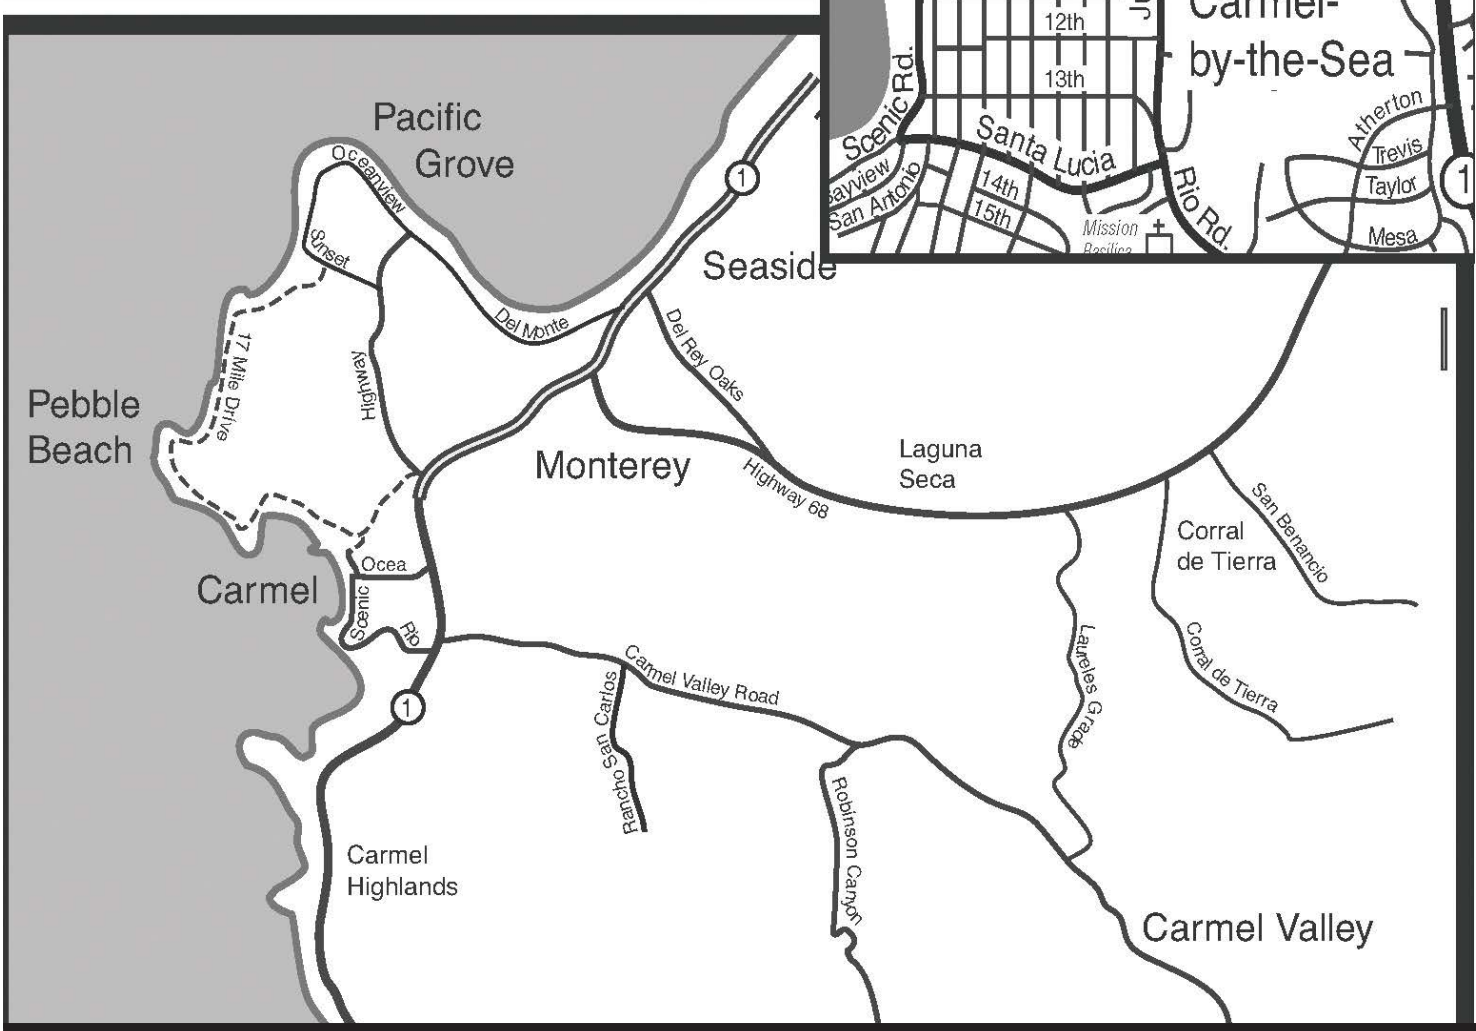 12th
Carmel-
by-the-Sea
13th
Scenic Rd.
Santa Lucia
San Antonio
14th
15th
Mission
Rio Rd.
Atherton
Trevis
Taylor
1
Mesa
Pacific
Grove
Oceanview
1
Sunset
Seaside
Del Monte
Del Rey Oaks
17 Mile Drive
Highway
Pebble
Beach
Monterey
Laguna
Seca
Highway 68
San Benancio
Corral
de Tierra
Carmel
Ocea
Scenic
Rio
Carmel Valley Road
Laureles Grade
Corral de Tierra
1
Rancho San Carlos
Robinson Canyon
Carmel
Highlands
Carmel Valley